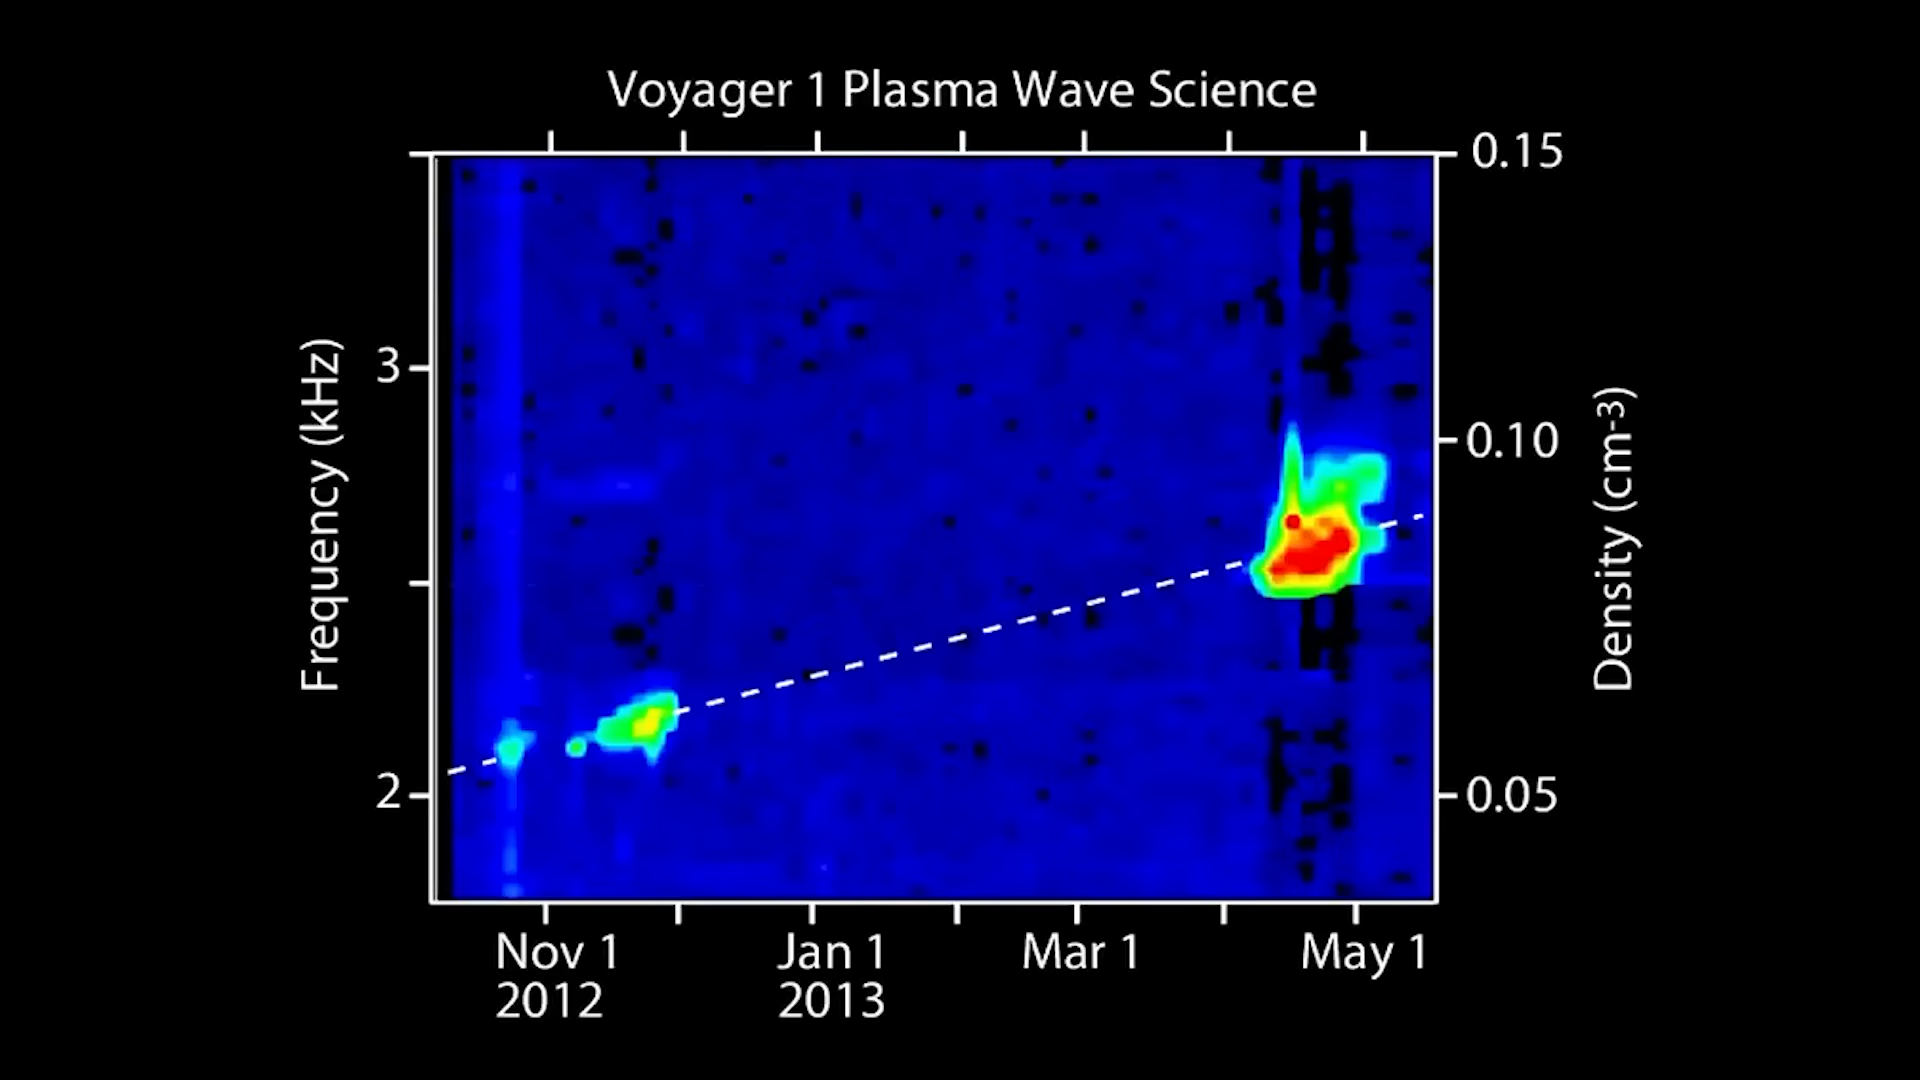 Voyager 1 Plasma Wave Science
0.15
3
0.10
Frequency (kHz)
Density (cm-3)
2
0.05
Nov 1
2012
Jan 1
2013
Mar 1
May 1